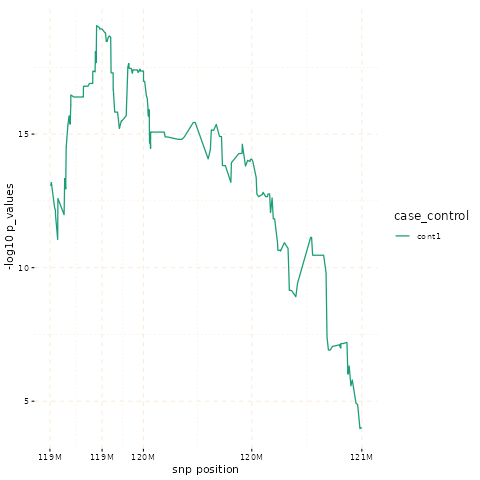 -log10 p_values
15
10
5
119M 119M 120M 120M 121M
snp position
case_control
cont1